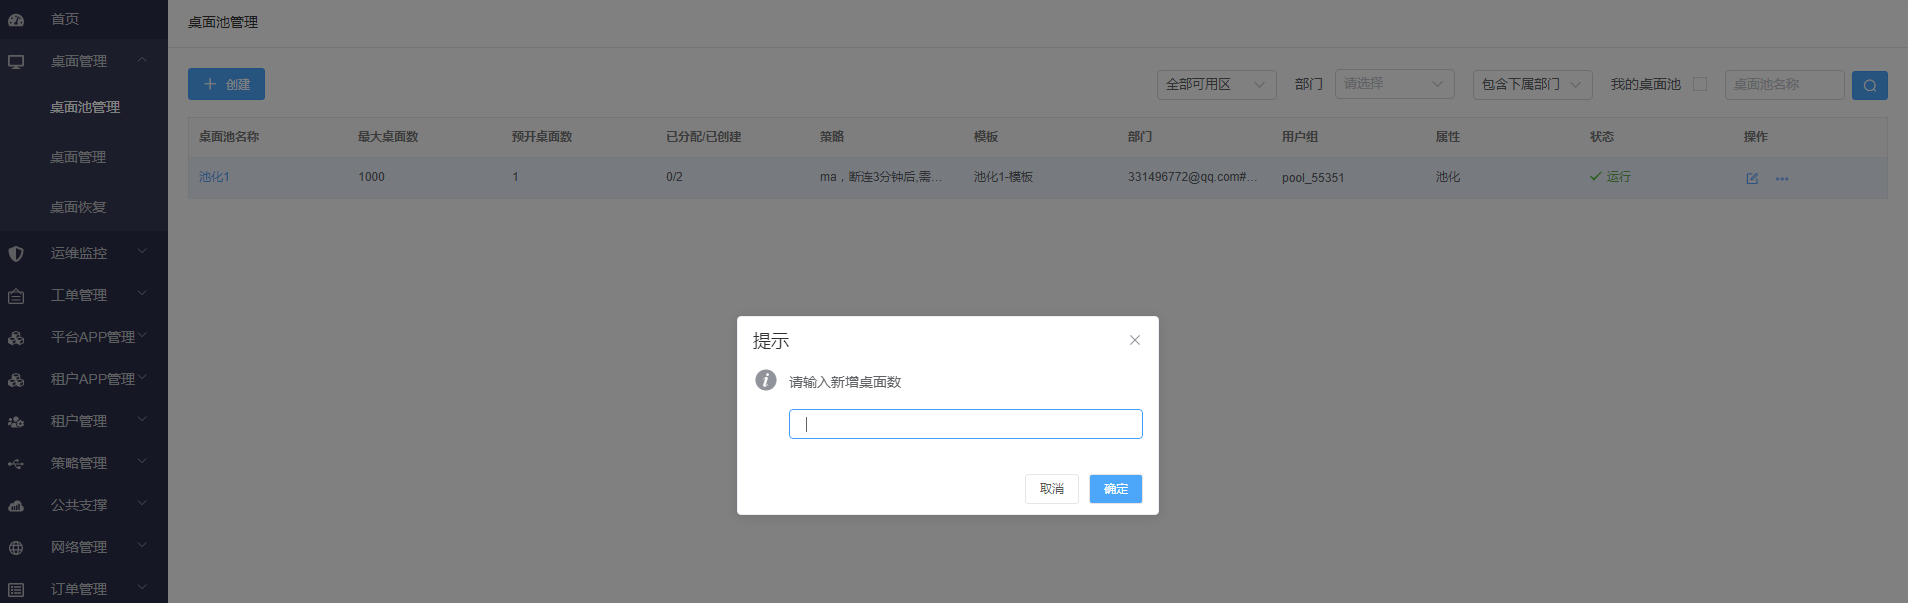 首页
桌面管理
桌面池管理
桌面管理
桌面恢复
运维监控
工单管理
平台APP管理
租户APP管理
租户管理
策略管理
公共支撑
网络管理
订单管理
桌面池管理
创建
全部可用区 部门 请选择 包含下属部门 我的桌面池 桌面池名称
桌面池名称 最大桌面数 预开桌面数 已分配/已创建 策略 模板 部门 用户组 属性 状态 操作
池化1 1000 1 0/2 ma，断连3分钟后,需... 池化1-模板 331496772@qq.com#... pool_55351 池化 运行
提示
请输入新增桌面数
取消 确定